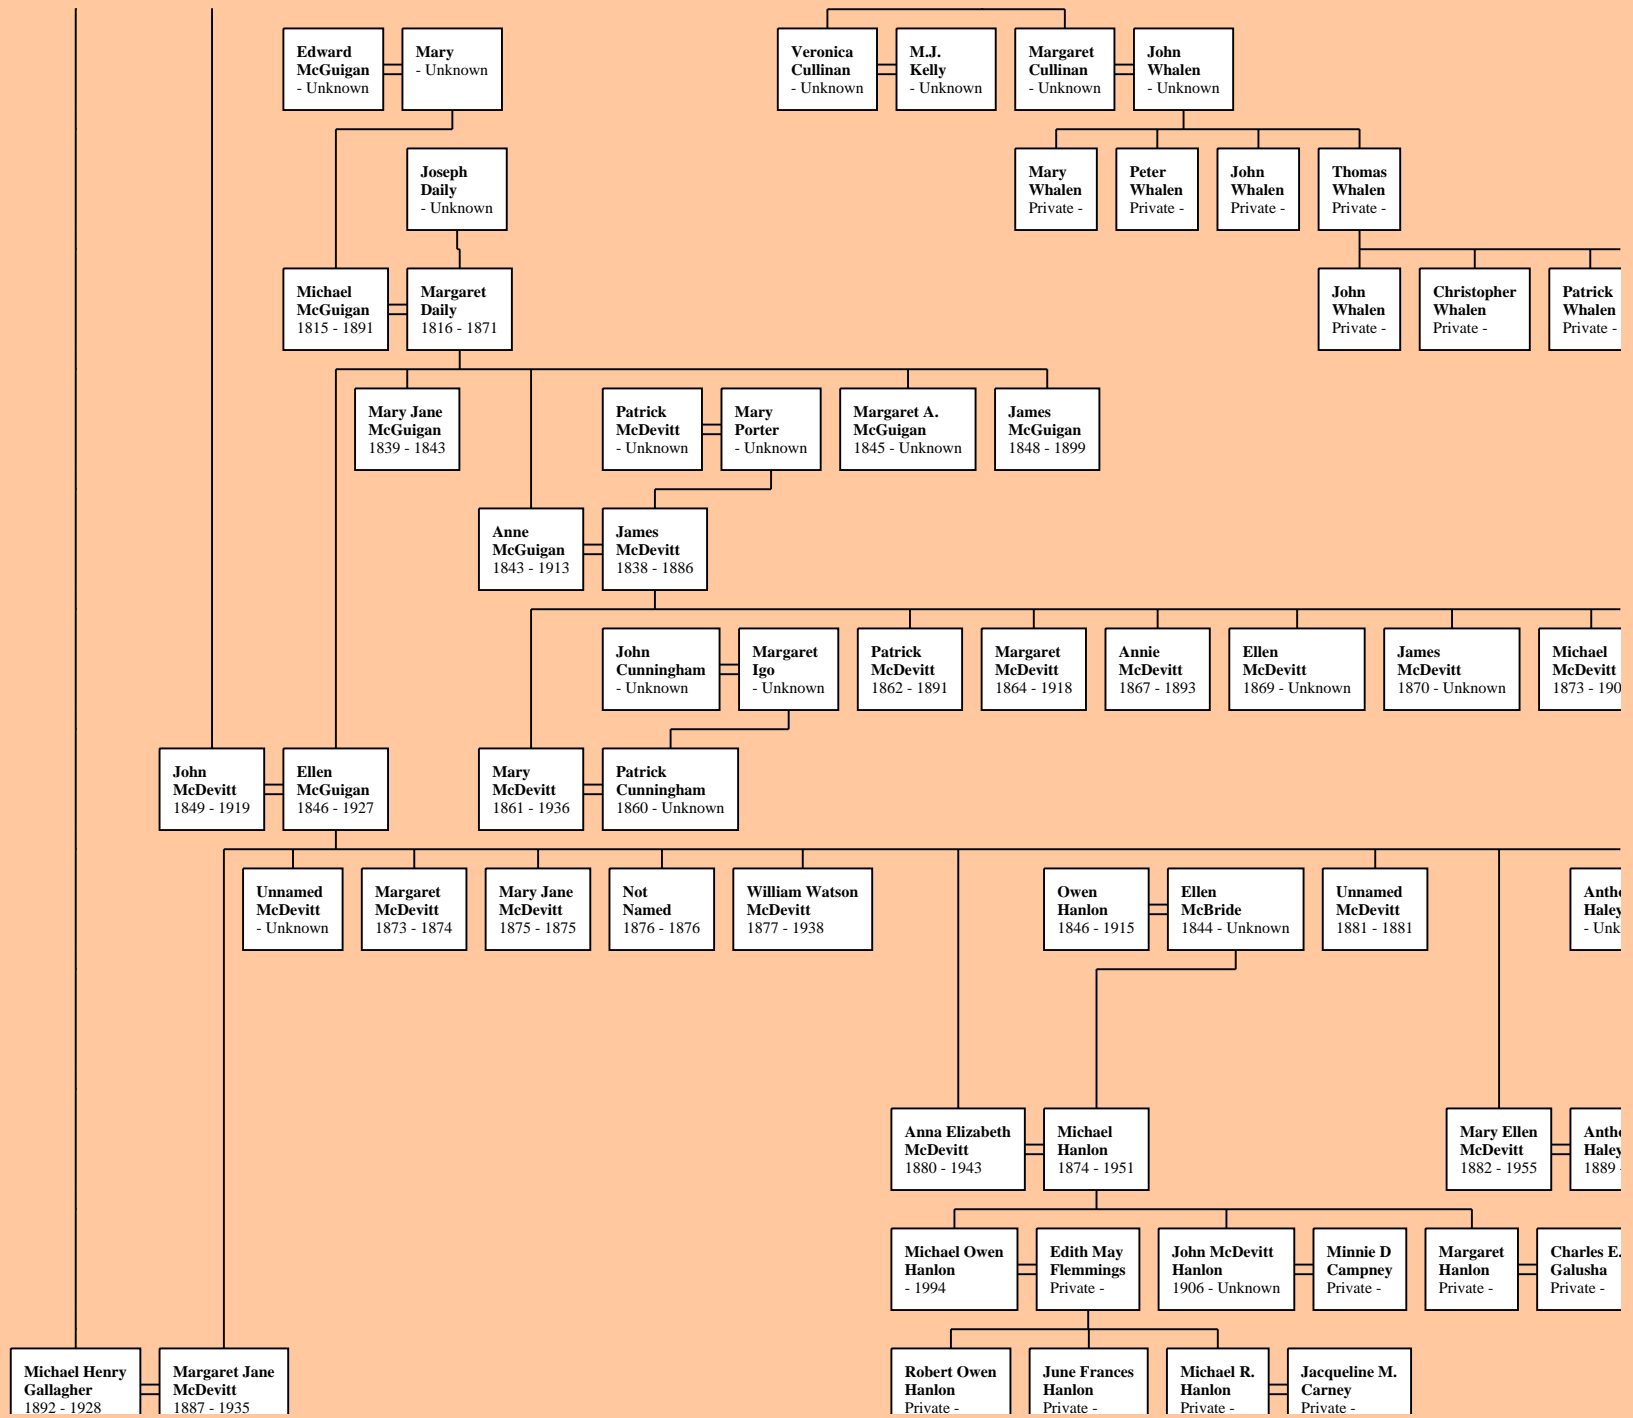 Edward
McGuigan
- Unknown
Mary
- Unknown
Veronica
Cullinan
- Unknown
M.J.
Kelly
- Unknown
Margaret
Cullinan
- Unknown
John
Whalen
- Unknown
Joseph
Daily
- Unknown
Mary
Whalen
Private -
Peter
Whalen
Private -
John
Whalen
Private -
Thomas
Whalen
Private -
Michael
McGuigan
1815 - 1891
Margaret
Daily
1816 - 1871
John
Whalen
Private -
Christopher
Whalen
Private -
Patrick
Whalen
Private -
Mary Jane
McGuigan
1839 - 1843
Patrick
McDevitt
- Unknown
Mary
Porter
- Unknown
Margaret A.
McGuigan
1845 - Unknown
James
McGuigan
1848 - 1899
Anne
McGuigan
1843 - 1913
James
McDevitt
1838 - 1886
John
Cunningham
- Unknown
Margaret
Igo
- Unknown
Patrick
McDevitt
1862 - 1891
Margaret
McDevitt
1864 - 1918
Annie
McDevitt
1867 - 1893
Ellen
McDevitt
1869 - Unknown
James
McDevitt
1870 - Unknown
Michael
McDevitt
1873 - 190
John
McDevitt
1849 - 1919
Ellen
McGuigan
1846 - 1927
Mary
McDevitt
1861 - 1936
Patrick
Cunningham
1860 - Unknown
Unnamed
McDevitt
- Unknown
Margaret
McDevitt
1873 - 1874
Mary Jane
McDevitt
1875 - 1875
Not
Named
1876 - 1876
William Watson
McDevitt
1877 - 1938
Owen
Hanlon
1846 - 1915
Ellen
McBride
1844 - Unknown
Unnamed
McDevitt
1881 - 1881
Antho
Haley
- Unk
Anna Elizabeth
McDevitt
1880 - 1943
Michael
Hanlon
1874 - 1951
Mary Ellen
McDevitt
1882 - 1955
Antho
Haley
1889 -
Michael Owen
Hanlon
- 1994
Edith May
Flemmings
Private -
John McDevitt
Hanlon
1906 - Unknown
Minnie D
Campney
Private -
Margaret
Hanlon
Private -
Charles E.
Galusha
Private -
Michael Henry
Gallagher
1892 - 1928
Margaret Jane
McDevitt
1887 - 1935
Robert Owen
Hanlon
Private -
June Frances
Hanlon
Private -
Michael R.
Hanlon
Private -
Jacqueline M.
Carney
Private -